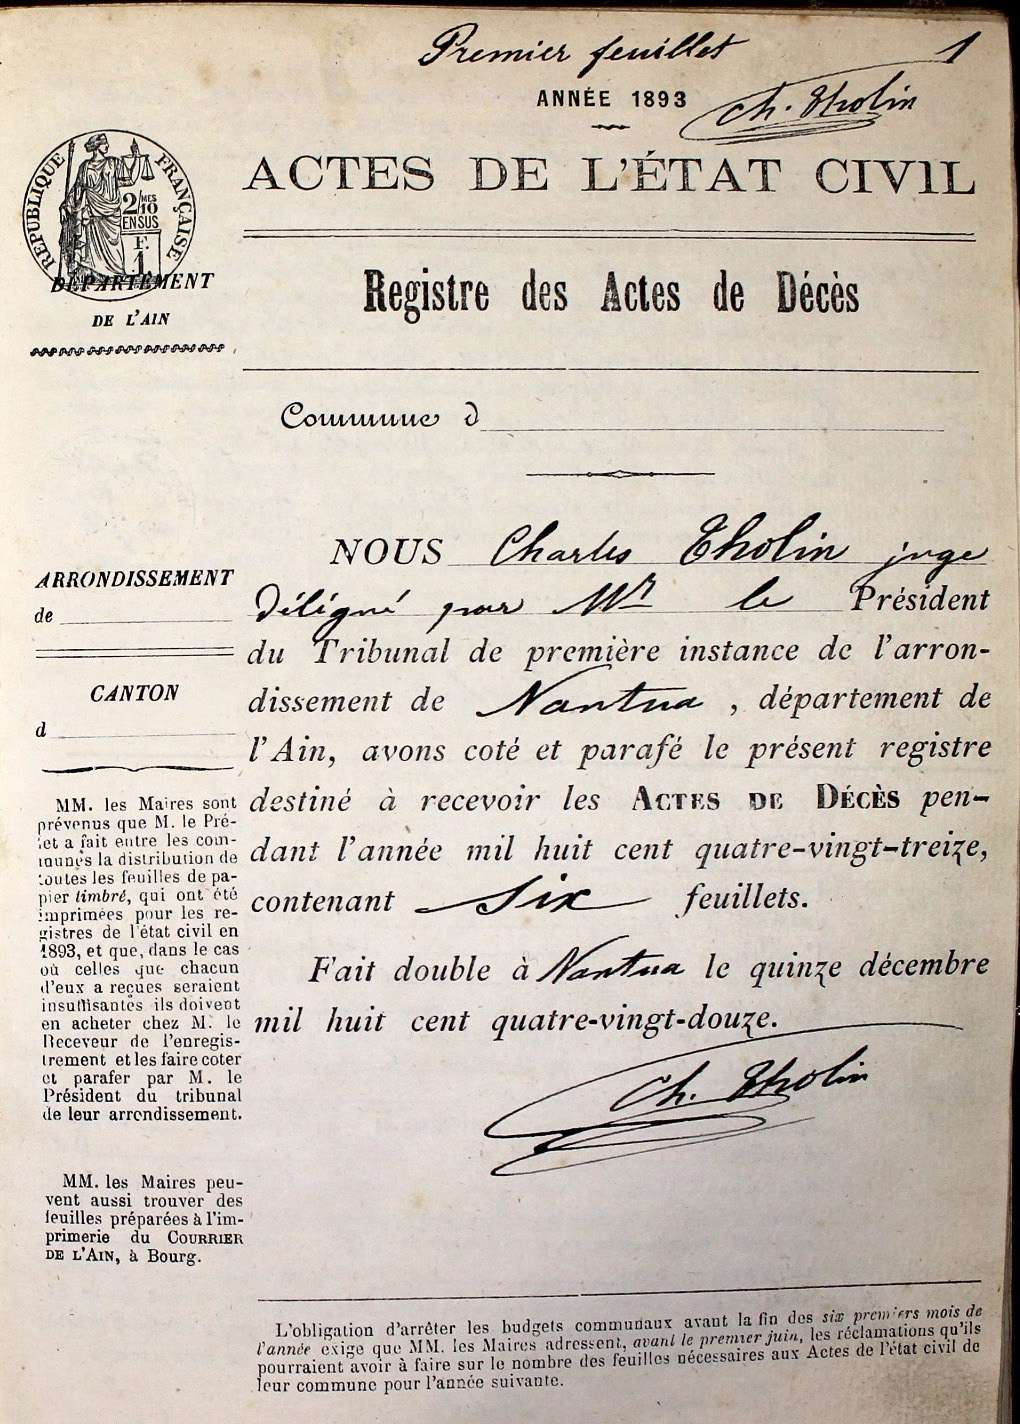 Premier feuillet 1
ANNÉE 1893
Ch. Tholin
ACTES DE L'ÉTAT CIVIL
RÉPUBLIQUE FRANÇAISE
2/MES
10
EN SUS
F.
1
DÉPARTEMENT
DE L'AIN
Registre des Actes de Décès
Commune d
ARRONDISSEMENT
de
CANTON
d
MM. les Maires sont
prévenus que M. le Pré-
fet a fait entre les com-
munes la distribution de
toutes les feuilles de pa-
pier timbré, qui ont été
imprimées pour les re-
gistres de l'état civil en
1893, et que, dans le cas
où celles que chacun
d'eux a reçues seraient
insuffisantes ils doivent
en acheter chez M. le
Receveur de l'enregis-
trement et les faire coter
et parafer par M. le
Président du tribunal
de leur arrondissement.
MM. les Maires peu-
vent aussi trouver des
feuilles préparées à l'im-
primerie du COURRIER
DE L'AIN, à Bourg.
NOUS Charles Tholin juge
Délégué par Mr le Président
du Tribunal de première instance de l'arron-
dissement de Nantua, département de
l'Ain, avons coté et parafé le présent registre
destiné à recevoir les ACTES DE DÉCÈS pen-
dant l'année mil huit cent quatre-vingt-treize,
contenant six feuillets.
Fait double à Nantua le quinze décembre
mil huit cent quatre-vingt-douze.
Ch. Tholin
L'obligation d'arrêter les budgets communaux avant la fin des six premiers mois de
l'année exige que MM. les Maires adressent, avant le premier juin, les réclamations qu'ils
pourraient avoir à faire sur le nombre des feuilles nécessaires aux Actes de l'état civil de
leur commune pour l'année suivante.